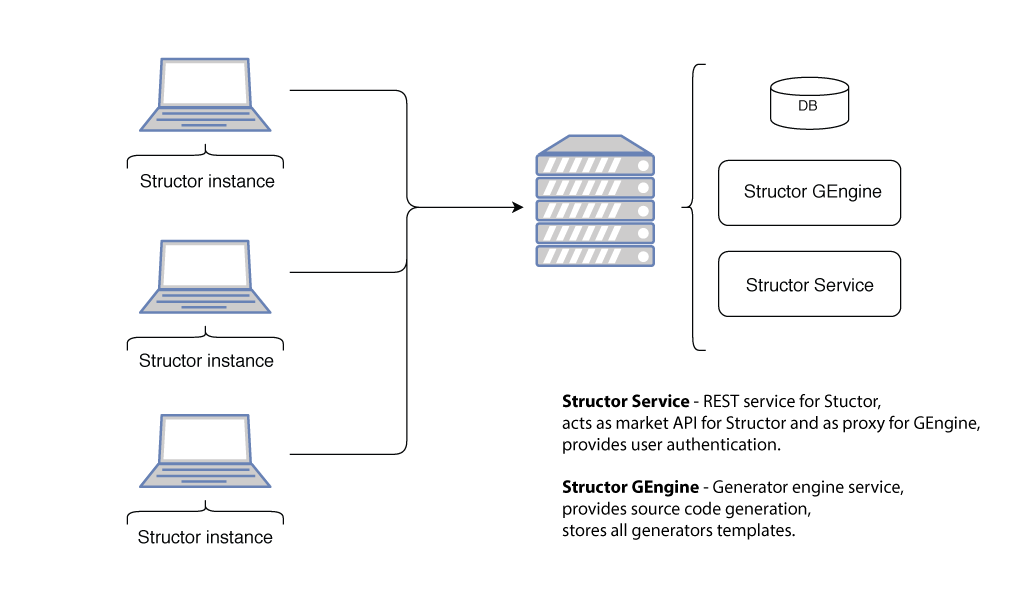 Structor instance
Structor instance
Structor instance
DB
Structor GEngine
Structor Service
Structor Service - REST service for Stuctor,
acts as market API for Structor and as proxy for GEngine,
provides user authentication.
Structor GEngine - Generator engine service,
provides source code generation,
stores all generators templates.